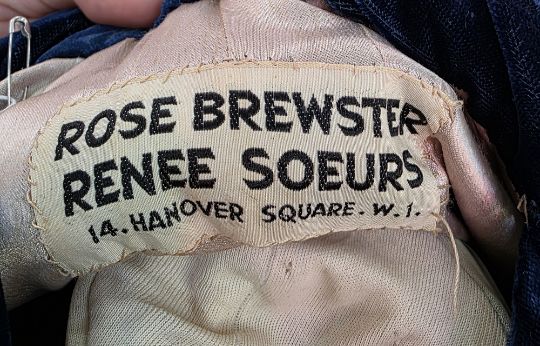 ROSE BREWSTER
RENEE SOEURS
14. HANOVER SQUARE. W.1.